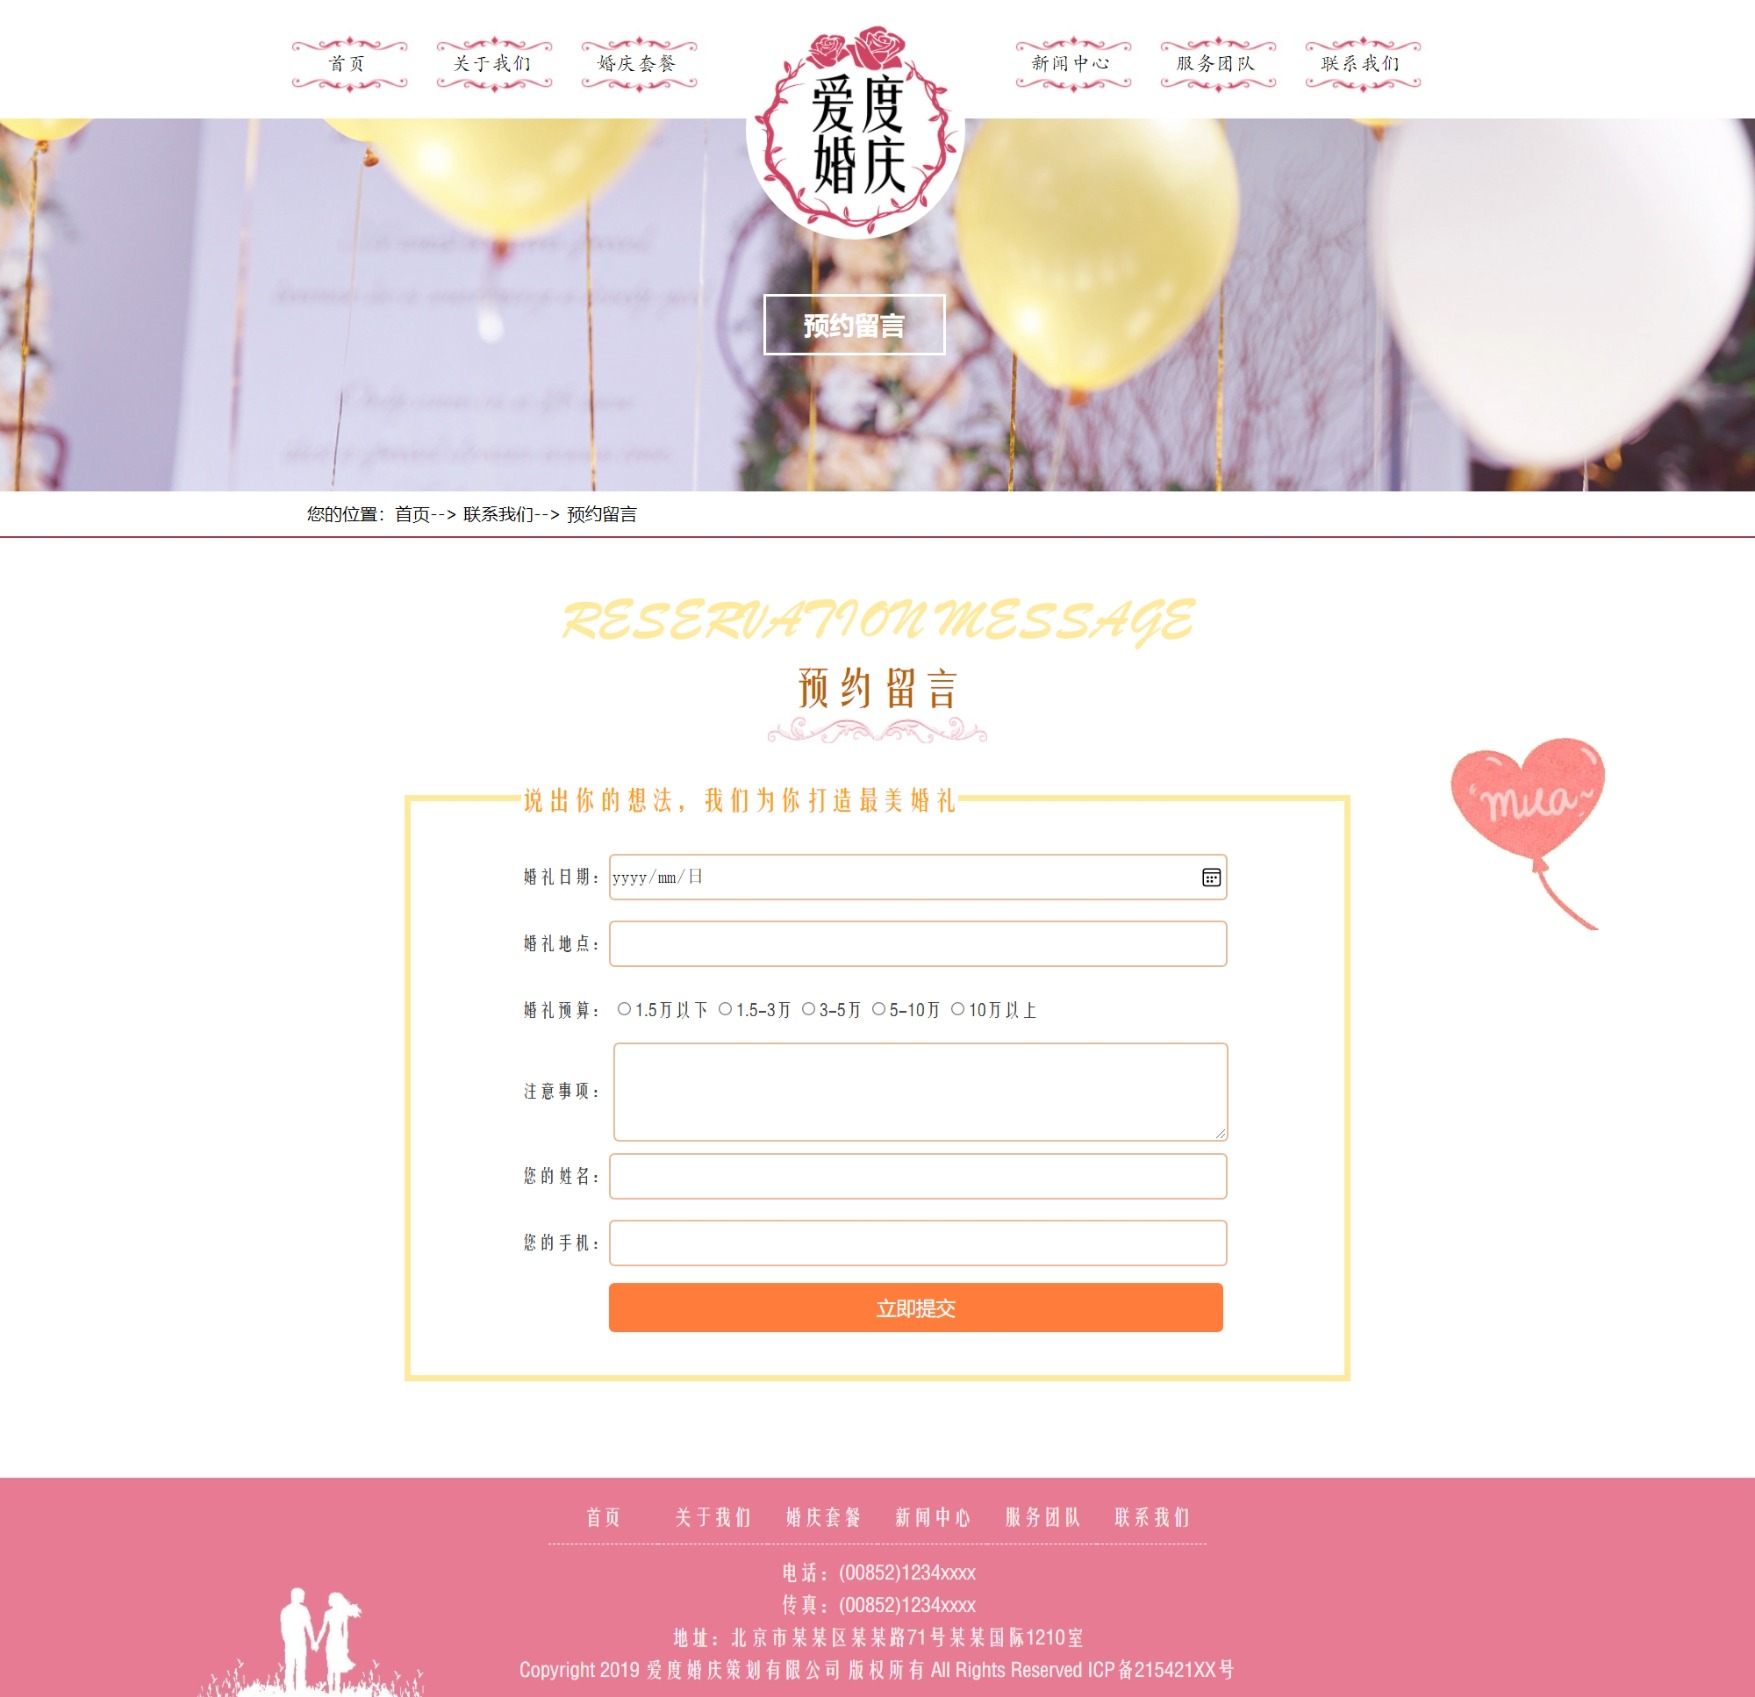 首页
关于我们
婚庆套餐
爱度
婚庆
新闻中心
服务团队
联系我们
预约留言
您的位置：首页--> 联系我们--> 预约留言
RESERVATION MESSAGE
预约留言
mua~
说出你的想法，我们为你打造最美婚礼
婚礼日期： yyyy/mm/日
婚礼地点：
婚礼预算： 1.5万以下 1.5-3万 3-5万 5-10万 10万以上
注意事项：
您的姓名：
您的手机：
立即提交
首页 关于我们 婚庆套餐 新闻中心 服务团队 联系我们
电话：(00852)1234xxxx
传真：(00852)1234xxxx
地址：北京市某某区某某路71号某某国际1210室
Copyright 2019 爱度婚庆策划有限公司 版权所有 All Rights Reserved ICP备215421XX号